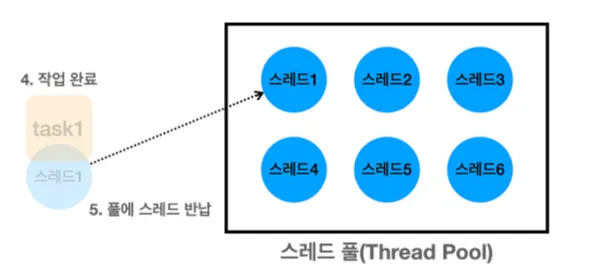 4. 작업 완료
task1
스레드1
5. 풀에 스레드 반납
스레드1 스레드2 스레드3
스레드4 스레드5 스레드6
스레드 풀(Thread Pool)